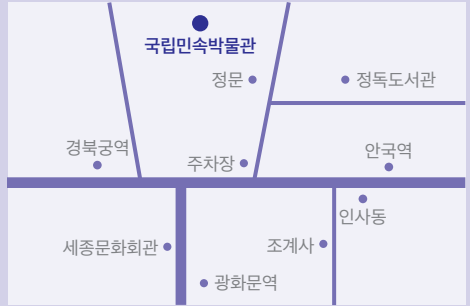 국립민속박물관
정문
정독도서관
경복궁역
주차장
안국역
인사동
세종문화회관
조계사
광화문역